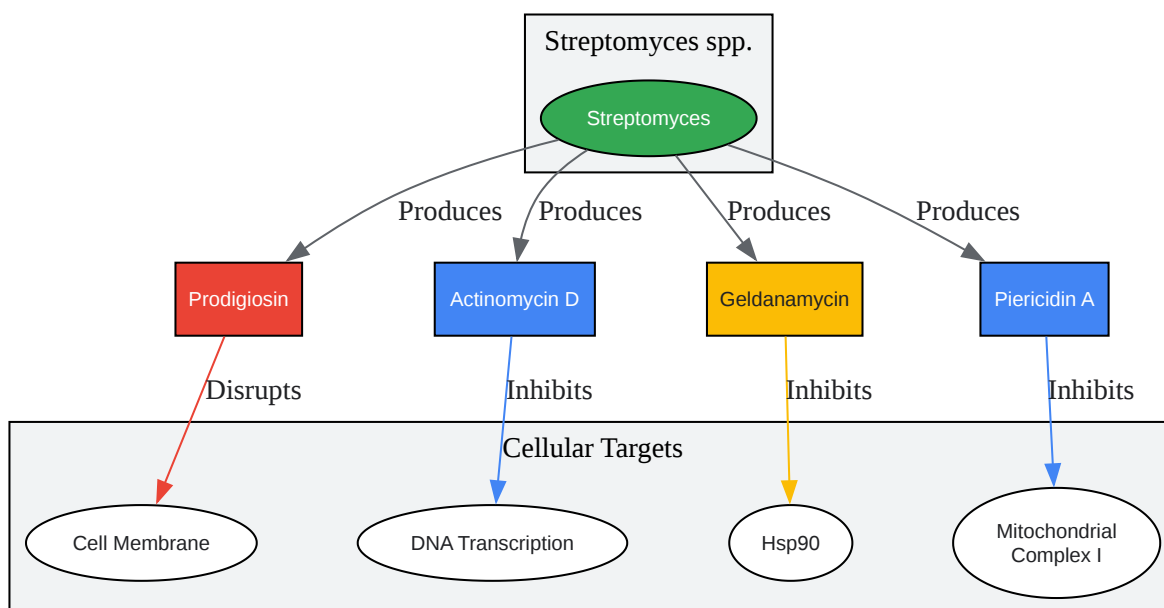 Streptomyces spp.
Streptomyces
Produces
Produces
Produces
Produces
Prodigiosin
Actinomycin D
Geldanamycin
Piericidin A
Disrupts
Inhibits
Inhibits
Inhibits
Cellular Targets
Cell Membrane
DNA Transcription
Hsp90
Mitochondrial
Complex I